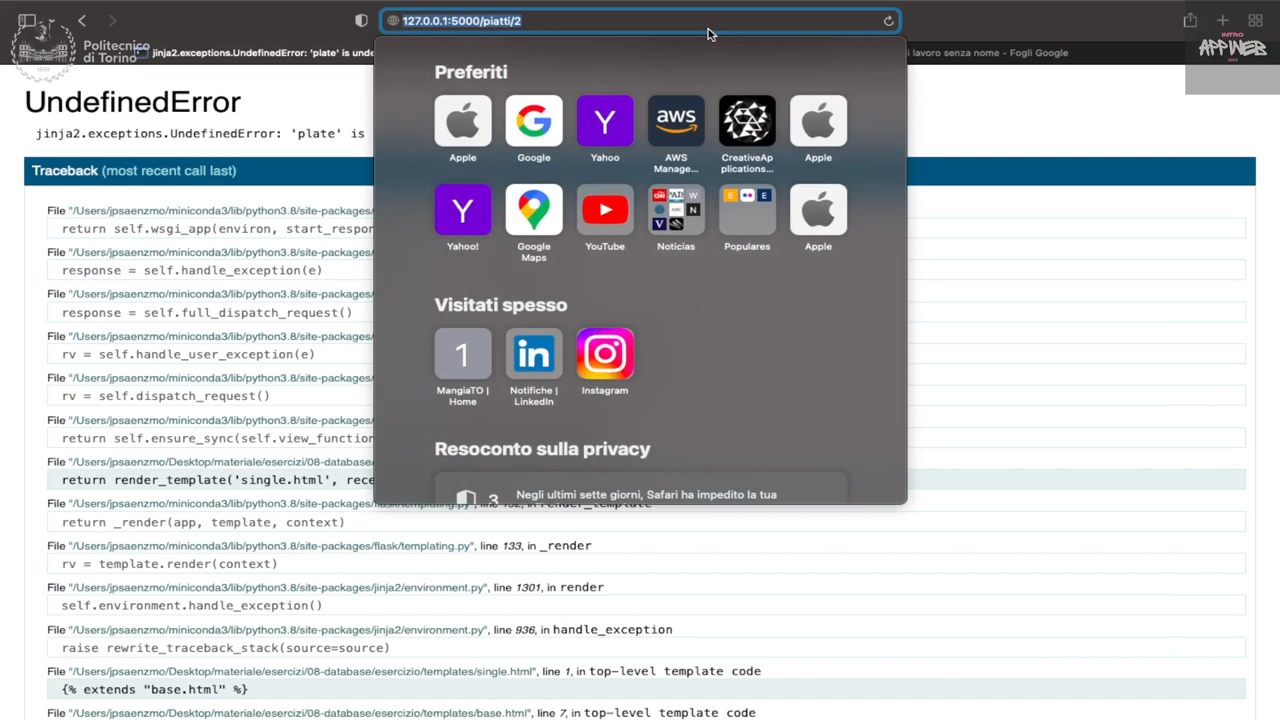 127.0.0.1:5000/piatti/2
Politecnico
di Torino
jinja2.exceptions.UndefinedError: 'plate' is unde
i lavoro senza nome - Fogli Google
INTRO
APPWEB
UndefinedError
jinja2.exceptions.UndefinedError: 'plate' is
Traceback (most recent call last)
File "/Users/jpsaenzmo/miniconda3/lib/python3.8/site-packages/
return self.wsgi_app(environ, start_respon
File "/Users/jpsaenzmo/miniconda3/lib/python3.8/site-packages/
response = self.handle_exception(e)
File "/Users/jpsaenzmo/miniconda3/lib/python3.8/site-packages/
response = self.full_dispatch_request()
File "/Users/jpsaenzmo/miniconda3/lib/python3.8/site-packages/
rv = self.handle_user_exception(e)
File "/Users/jpsaenzmo/miniconda3/lib/python3.8/site-packages/
rv = self.dispatch_request()
File "/Users/jpsaenzmo/miniconda3/lib/python3.8/site-packages/
return self.ensure_sync(self.view_function
File "/Users/jpsaenzmo/Desktop/materiale/esercizi/08-database/
return render_template('single.html', rece
Preferiti
Apple
Google
Yahoo
AWS
Manage...
CreativeAp
plications...
Apple
Yahoo!
Google
Maps
YouTube
Noticias
Populares
Apple
Visitati spesso
1
MangiaTO |
Home
Notifiche |
LinkedIn
Instagram
Resoconto sulla privacy
3
Negli ultimi sette giorni, Safari ha impedito la tua
return _render(app, template, context)
File "/Users/jpsaenzmo/miniconda3/lib/python3.8/site-packages/flask/templating.py", line 133, in _render
rv = template.render(context)
File "/Users/jpsaenzmo/miniconda3/lib/python3.8/site-packages/jinja2/environment.py", line 1301, in render
self.environment.handle_exception()
File "/Users/jpsaenzmo/miniconda3/lib/python3.8/site-packages/jinja2/environment.py", line 936, in handle_exception
raise rewrite_traceback_stack(source=source)
File "/Users/jpsaenzmo/Desktop/materiale/esercizi/08-database/esercizio/templates/single.html", line 1, in top-level template code
{% extends "base.html" %}
File "/Users/jpsaenzmo/Desktop/materiale/esercizi/08-database/esercizio/templates/base.html", line 7, in top-level template code